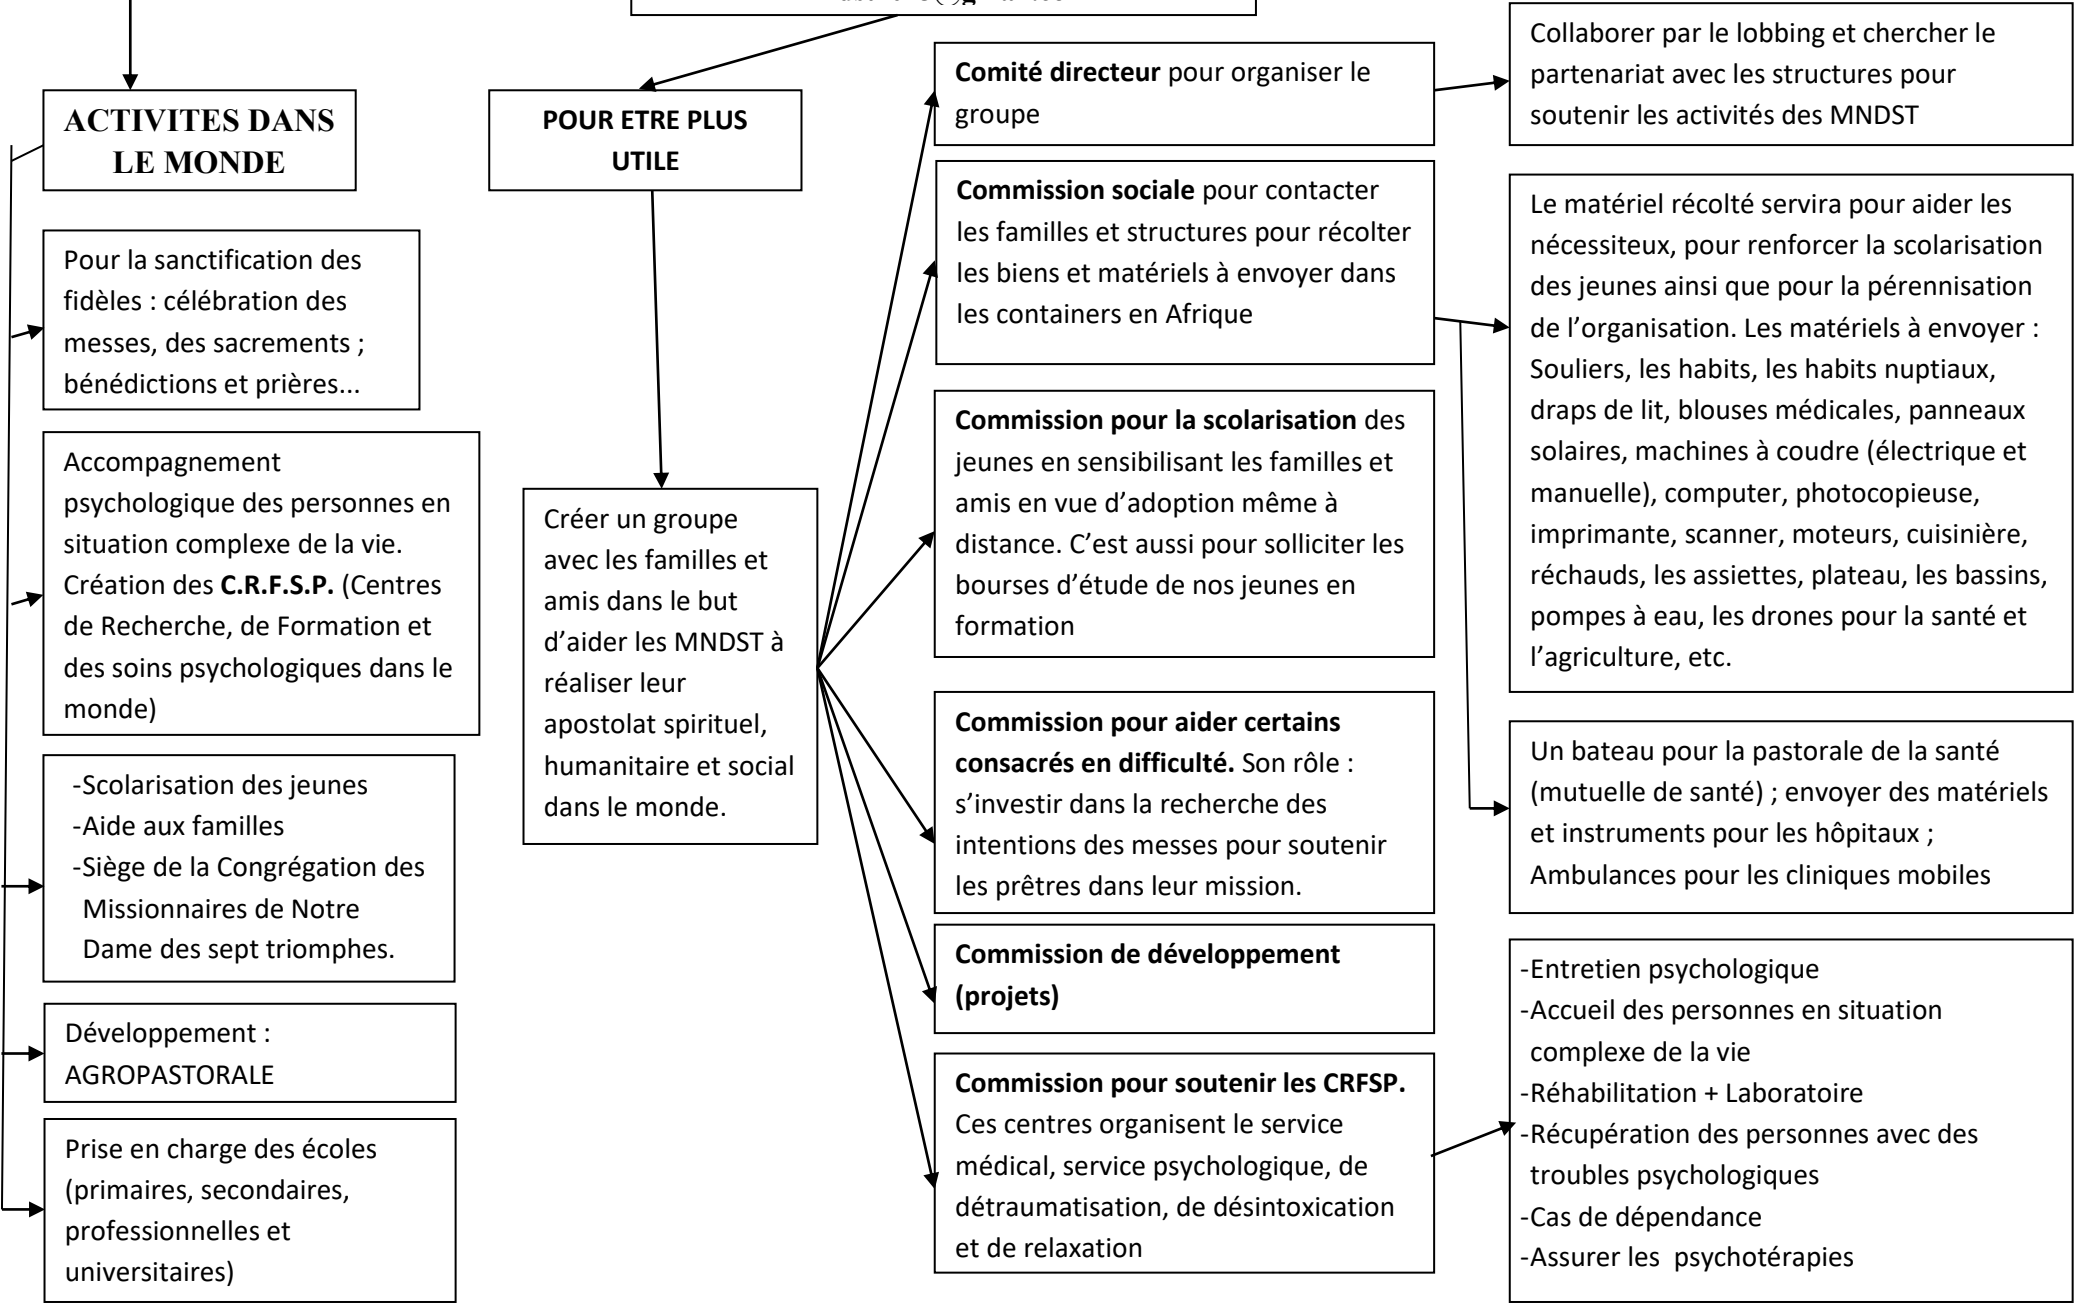 ACTIVITES DANS
LE MONDE
Pour la sanctification des
fidèles : célébration des
messes, des sacrements ;
bénédictions et prières...
Accompagnement
psychologique des personnes en
situation complexe de la vie.
Création des C.R.F.S.P. (Centres
de Recherche, de Formation et
des soins psychologiques dans le
monde)
-Scolarisation des jeunes
-Aide aux familles
-Siège de la Congrégation des
Missionnaires de Notre
Dame des sept triomphes.
Développement :
AGROPASTORALE
Prise en charge des écoles
(primaires, secondaires,
professionnelles et
universitaires)
POUR ETRE PLUS
UTILE
Créer un groupe
avec les familles et
amis dans le but
d’aider les MNDST à
réaliser leur
apostolat spirituel,
humanitaire et social
dans le monde.
Comité directeur pour organiser le
groupe
Commission sociale pour contacter
les familles et structures pour récolter
les biens et matériels à envoyer dans
les containers en Afrique
Commission pour la scolarisation des
jeunes en sensibilisant les familles et
amis en vue d’adoption même à
distance. C’est aussi pour solliciter les
bourses d’étude de nos jeunes en
formation
Commission pour aider certains
consacrés en difficulté. Son rôle :
s’investir dans la recherche des
intentions des messes pour soutenir
les prêtres dans leur mission.
Commission de développement
(projets)
Commission pour soutenir les CRFSP.
Ces centres organisent le service
médical, service psychologique, de
détraumatisation, de désintoxication
et de relaxation
Collaborer par le lobbing et chercher le
partenariat avec les structures pour
soutenir les activités des MNDST
Le matériel récolté servira pour aider les
nécessiteux, pour renforcer la scolarisation
des jeunes ainsi que pour la pérennisation
de l’organisation. Les matériels à envoyer :
Souliers, les habits, les habits nuptiaux,
draps de lit, blouses médicales, panneaux
solaires, machines à coudre (électrique et
manuelle), computer, photocopieuse,
imprimante, scanner, moteurs, cuisinière,
réchauds, les assiettes, plateau, les bassins,
pompes à eau, les drones pour la santé et
l’agriculture, etc.
Un bateau pour la pastorale de la santé
(mutuelle de santé) ; envoyer des matériels
et instruments pour les hôpitaux ;
Ambulances pour les cliniques mobiles
-Entretien psychologique
-Accueil des personnes en situation
complexe de la vie
-Réhabilitation + Laboratoire
-Récupération des personnes avec des
troubles psychologiques
-Cas de dépendance
-Assurer les psychotérapies